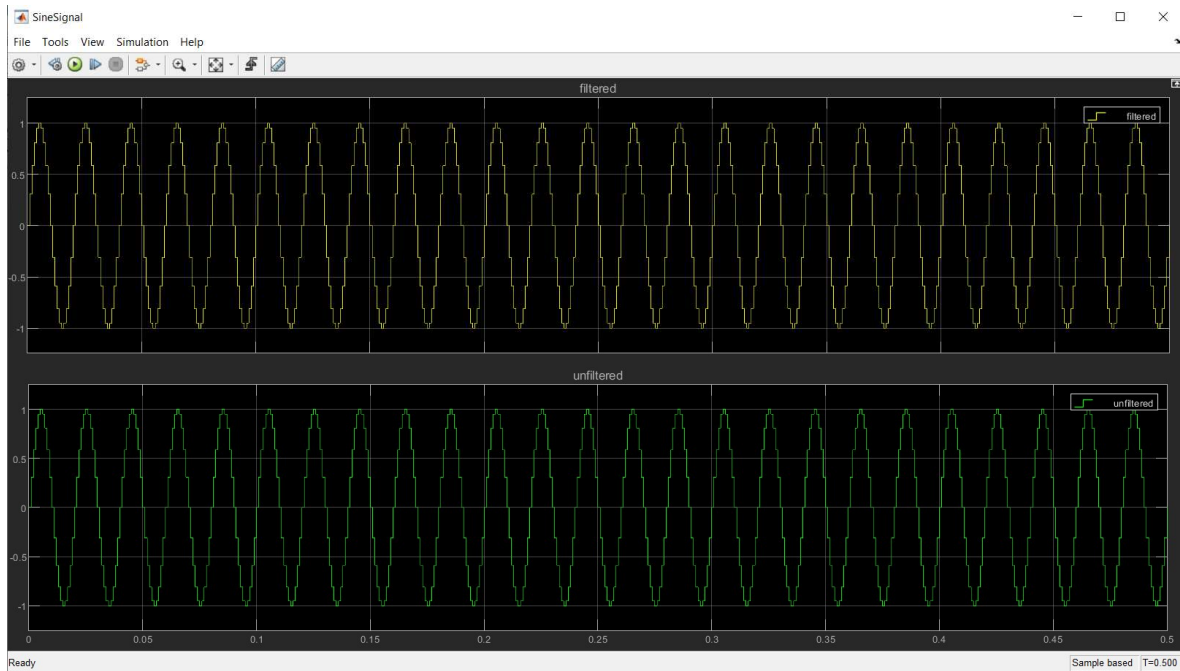 SineSignal
File Tools View Simulation Help
filtered
filtered
1
0.5
0
-0.5
-1
unfiltered
unfiltered
1
0.5
0
-0.5
-1
0 0.05 0.1 0.15 0.2 0.25 0.3 0.35 0.4 0.45 0.5
Ready Sample based T=0.500